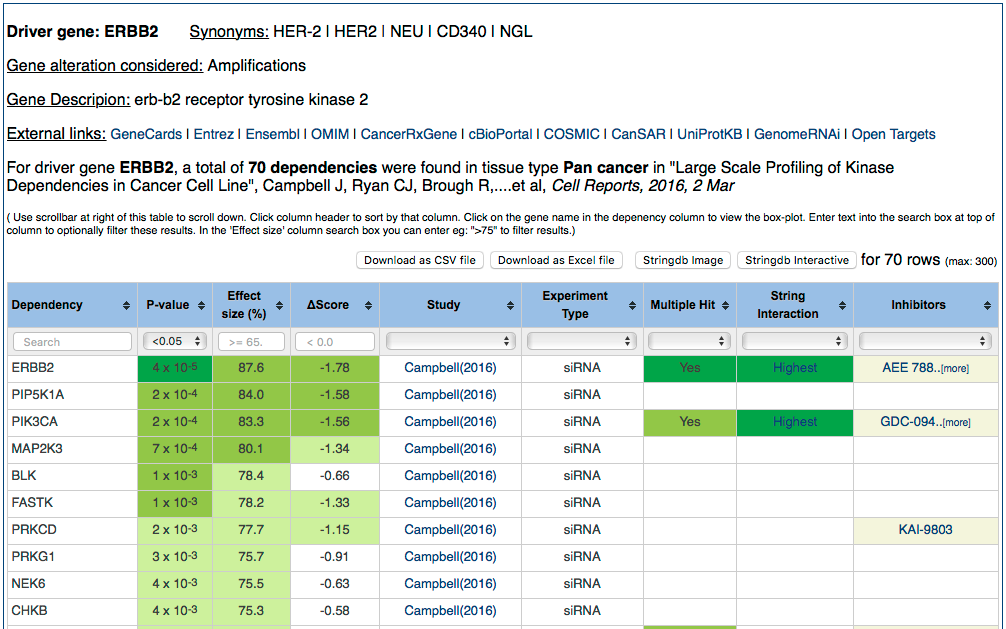 Driver gene: ERBB2 Synonyms: HER-2 | HER2 | NEU | CD340 | NGL
Gene alteration considered: Amplifications
Gene Descripion: erb-b2 receptor tyrosine kinase 2
External links: GeneCards | Entrez | Ensembl | OMIM | CancerRxGene | cBioPortal | COSMIC | CanSAR | UniProtKB | GenomeRNAi | Open Targets
For driver gene ERBB2, a total of 70 dependencies were found in tissue type Pan cancer in "Large Scale Profiling of Kinase
Dependencies in Cancer Cell Line", Campbell J, Ryan CJ, Brough R,....et al, Cell Reports, 2016, 2 Mar
( Use scrollbar at right of this table to scroll down. Click column header to sort by that column. Click on the gene name in the depenency column to view the box-plot. Enter text into the search box at top of
column to optionally filter these results. In the 'Effect size' column search box you can enter eg: ">75" to filter results.)
Download as CSV file Download as Excel file Stringdb Image Stringdb Interactive for 70 rows (max: 300)
Dependency P-value Effect size (%) ΔScore Study Experiment Type Multiple Hit String Interaction Inhibitors
Search <0.05 >= 65. < 0.0
ERBB2 4 x 10-5 87.6 -1.78 Campbell(2016) siRNA Yes Highest AEE 788..[more]
PIP5K1A 2 x 10-4 84.0 -1.58 Campbell(2016) siRNA
PIK3CA 2 x 10-4 83.3 -1.56 Campbell(2016) siRNA Yes Highest GDC-094..[more]
MAP2K3 7 x 10-4 80.1 -1.34 Campbell(2016) siRNA
BLK 1 x 10-3 78.4 -0.66 Campbell(2016) siRNA
FASTK 1 x 10-3 78.2 -1.33 Campbell(2016) siRNA
PRKCD 2 x 10-3 77.7 -1.15 Campbell(2016) siRNA KAI-9803
PRKG1 3 x 10-3 75.7 -0.91 Campbell(2016) siRNA
NEK6 4 x 10-3 75.5 -0.63 Campbell(2016) siRNA
CHKB 4 x 10-3 75.3 -0.58 Campbell(2016) siRNA